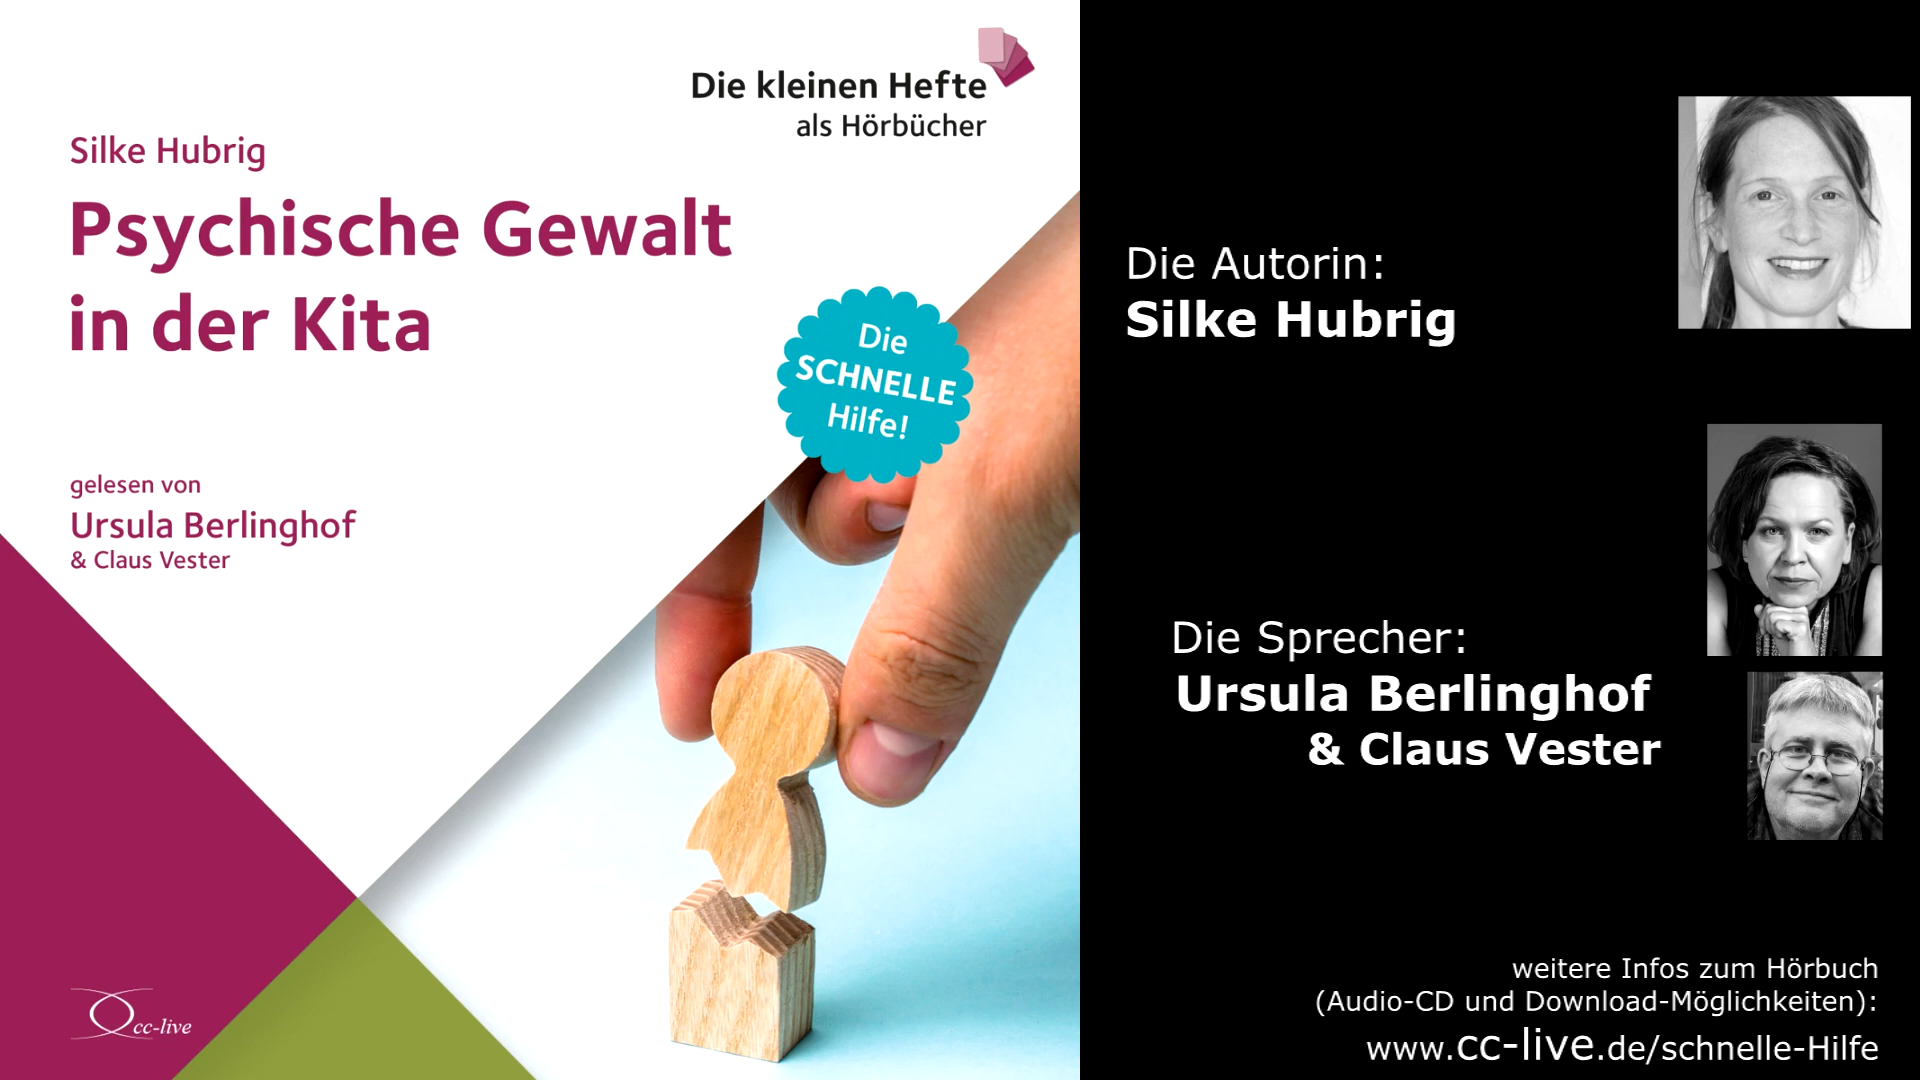 Die kleinen Hefte
als Hörbücher
Silke Hubrig
Psychische Gewalt
in der Kita
Die
SCHNELLE
Hilfe!
gelesen von
Ursula Berlinghof
& Claus Vester
cc-live
Die Autorin:
Silke Hubrig
Die Sprecher:
Ursula Berlinghof
& Claus Vester
weitere Infos zum Hörbuch
(Audio-CD und Download-Möglichkeiten):
www.cc-live.de/schnelle-Hilfe